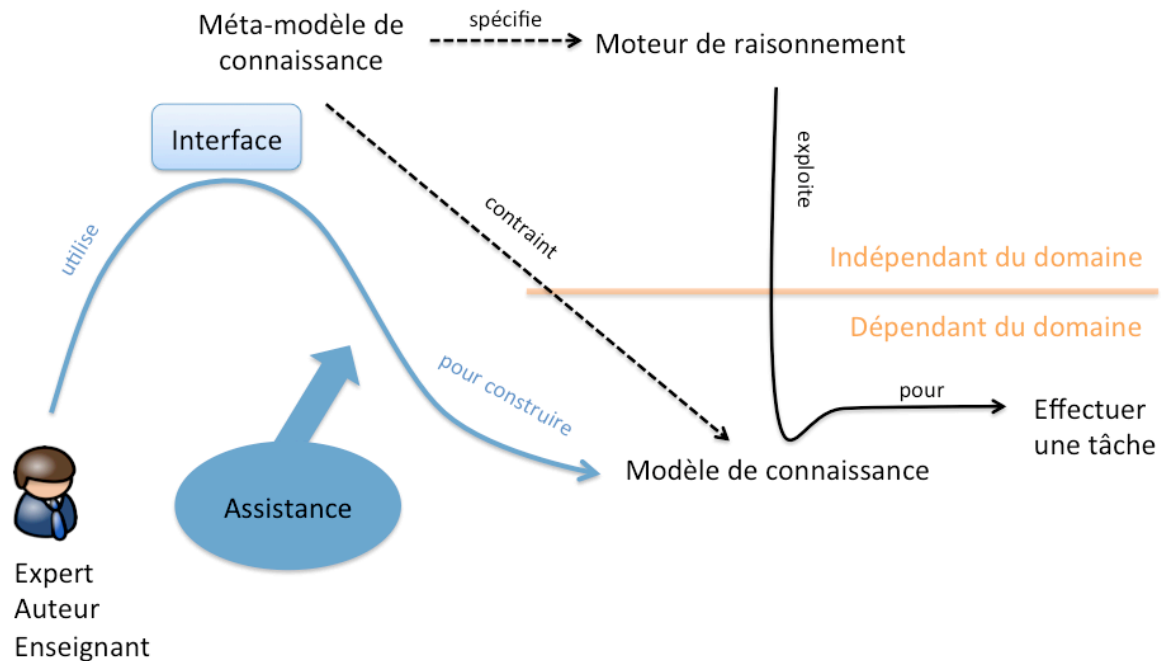 Méta-modèle de
connaissance
spécifie
Moteur de raisonnement
Interface
exploite
utilise
contraint
Indépendant du domaine
Dépendant du domaine
pour construire
pour
Effectuer
une tâche
Modèle de connaissance
Assistance
Expert
Auteur
Enseignant